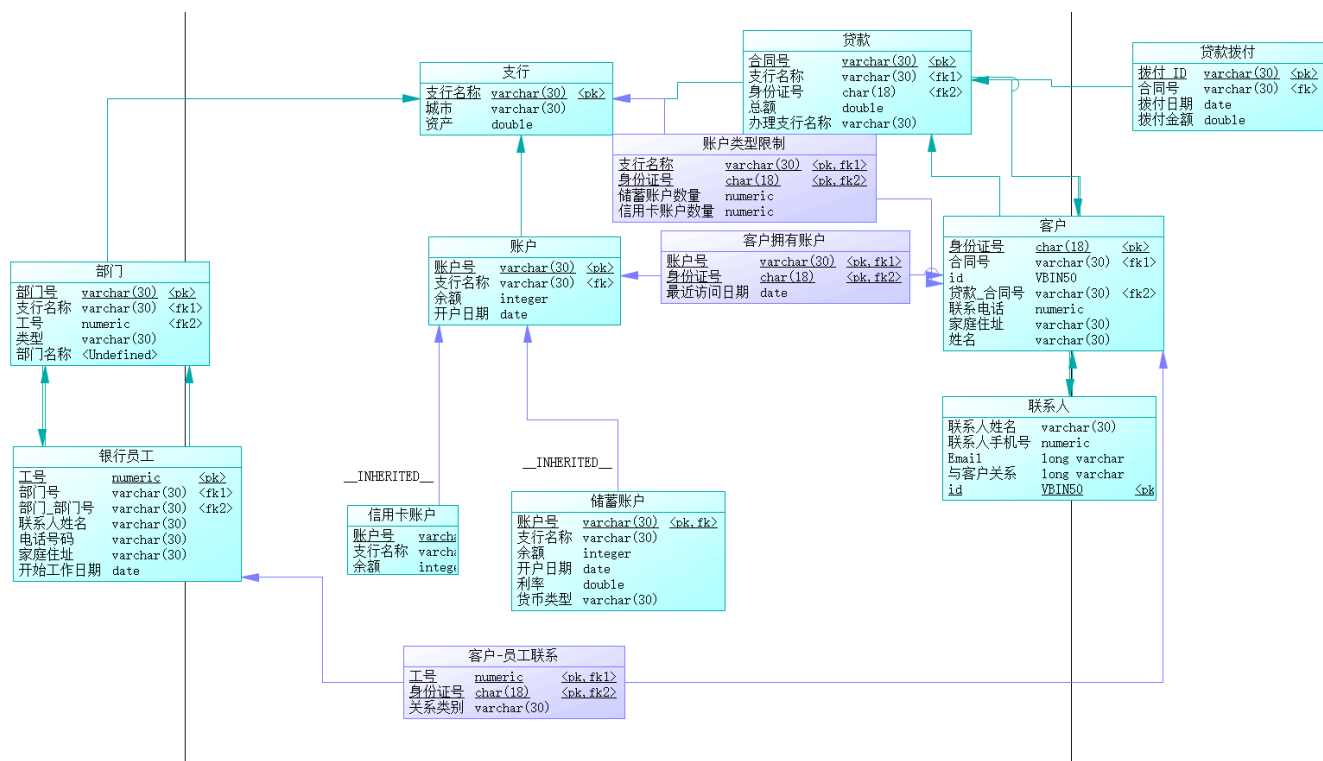 贷款
合同号 varchar(30) <pk>
支行名称 varchar(30) <fk1>
身份证号 char(18) <fk2>
总额 double
办理支行名称 varchar(30)
贷款拨付
拨付_ID varchar(30) <pk>
合同号 varchar(30) <fk>
拨付日期 date
拨付金额 double
支行
支行名称 varchar(30) <pk>
城市 varchar(30)
资产 double
账户类型限制
支行名称 varchar(30) <pk,fk1>
身份证号 char(18) <pk,fk2>
储蓄账户数量 numeric
信用卡账户数量 numeric
客户
身份证号 char(18) <pk>
合同号 varchar(30) <fk1>
id VBIN50
贷款_合同号 varchar(30) <fk2>
联系电话 numeric
家庭住址 varchar(30)
姓名 varchar(30)
账户
账户号 varchar(30) <pk>
支行名称 varchar(30) <fk>
余额 integer
开户日期 date
客户拥有账户
账户号 varchar(30) <pk,fk1>
身份证号 char(18) <pk,fk2>
最近访问日期 date
部门
部门号 varchar(30) <pk>
支行名称 varchar(30) <fk1>
工号 numeric <fk2>
类型 varchar(30)
部门名称 <Undefined>
联系人
联系人姓名 varchar(30)
联系人手机号 numeric
Email long varchar
与客户关系 long varchar
id VBIN50 <pk
银行员工
工号 numeric <pk>
部门号 varchar(30) <fk1>
部门_部门号 varchar(30) <fk2>
联系人姓名 varchar(30)
电话号码 varchar(30)
家庭住址 varchar(30)
开始工作日期 date
__INHERITED__
__INHERITED__
信用卡账户
账户号 varcha
支行名称 varcha
余额 intege
储蓄账户
账户号 varchar(30) <pk,fk>
支行名称 varchar(30)
余额 integer
开户日期 date
利率 double
货币类型 varchar(30)
客户-员工联系
工号 numeric <pk,fk1>
身份证号 char(18) <pk,fk2>
关系类别 varchar(30)